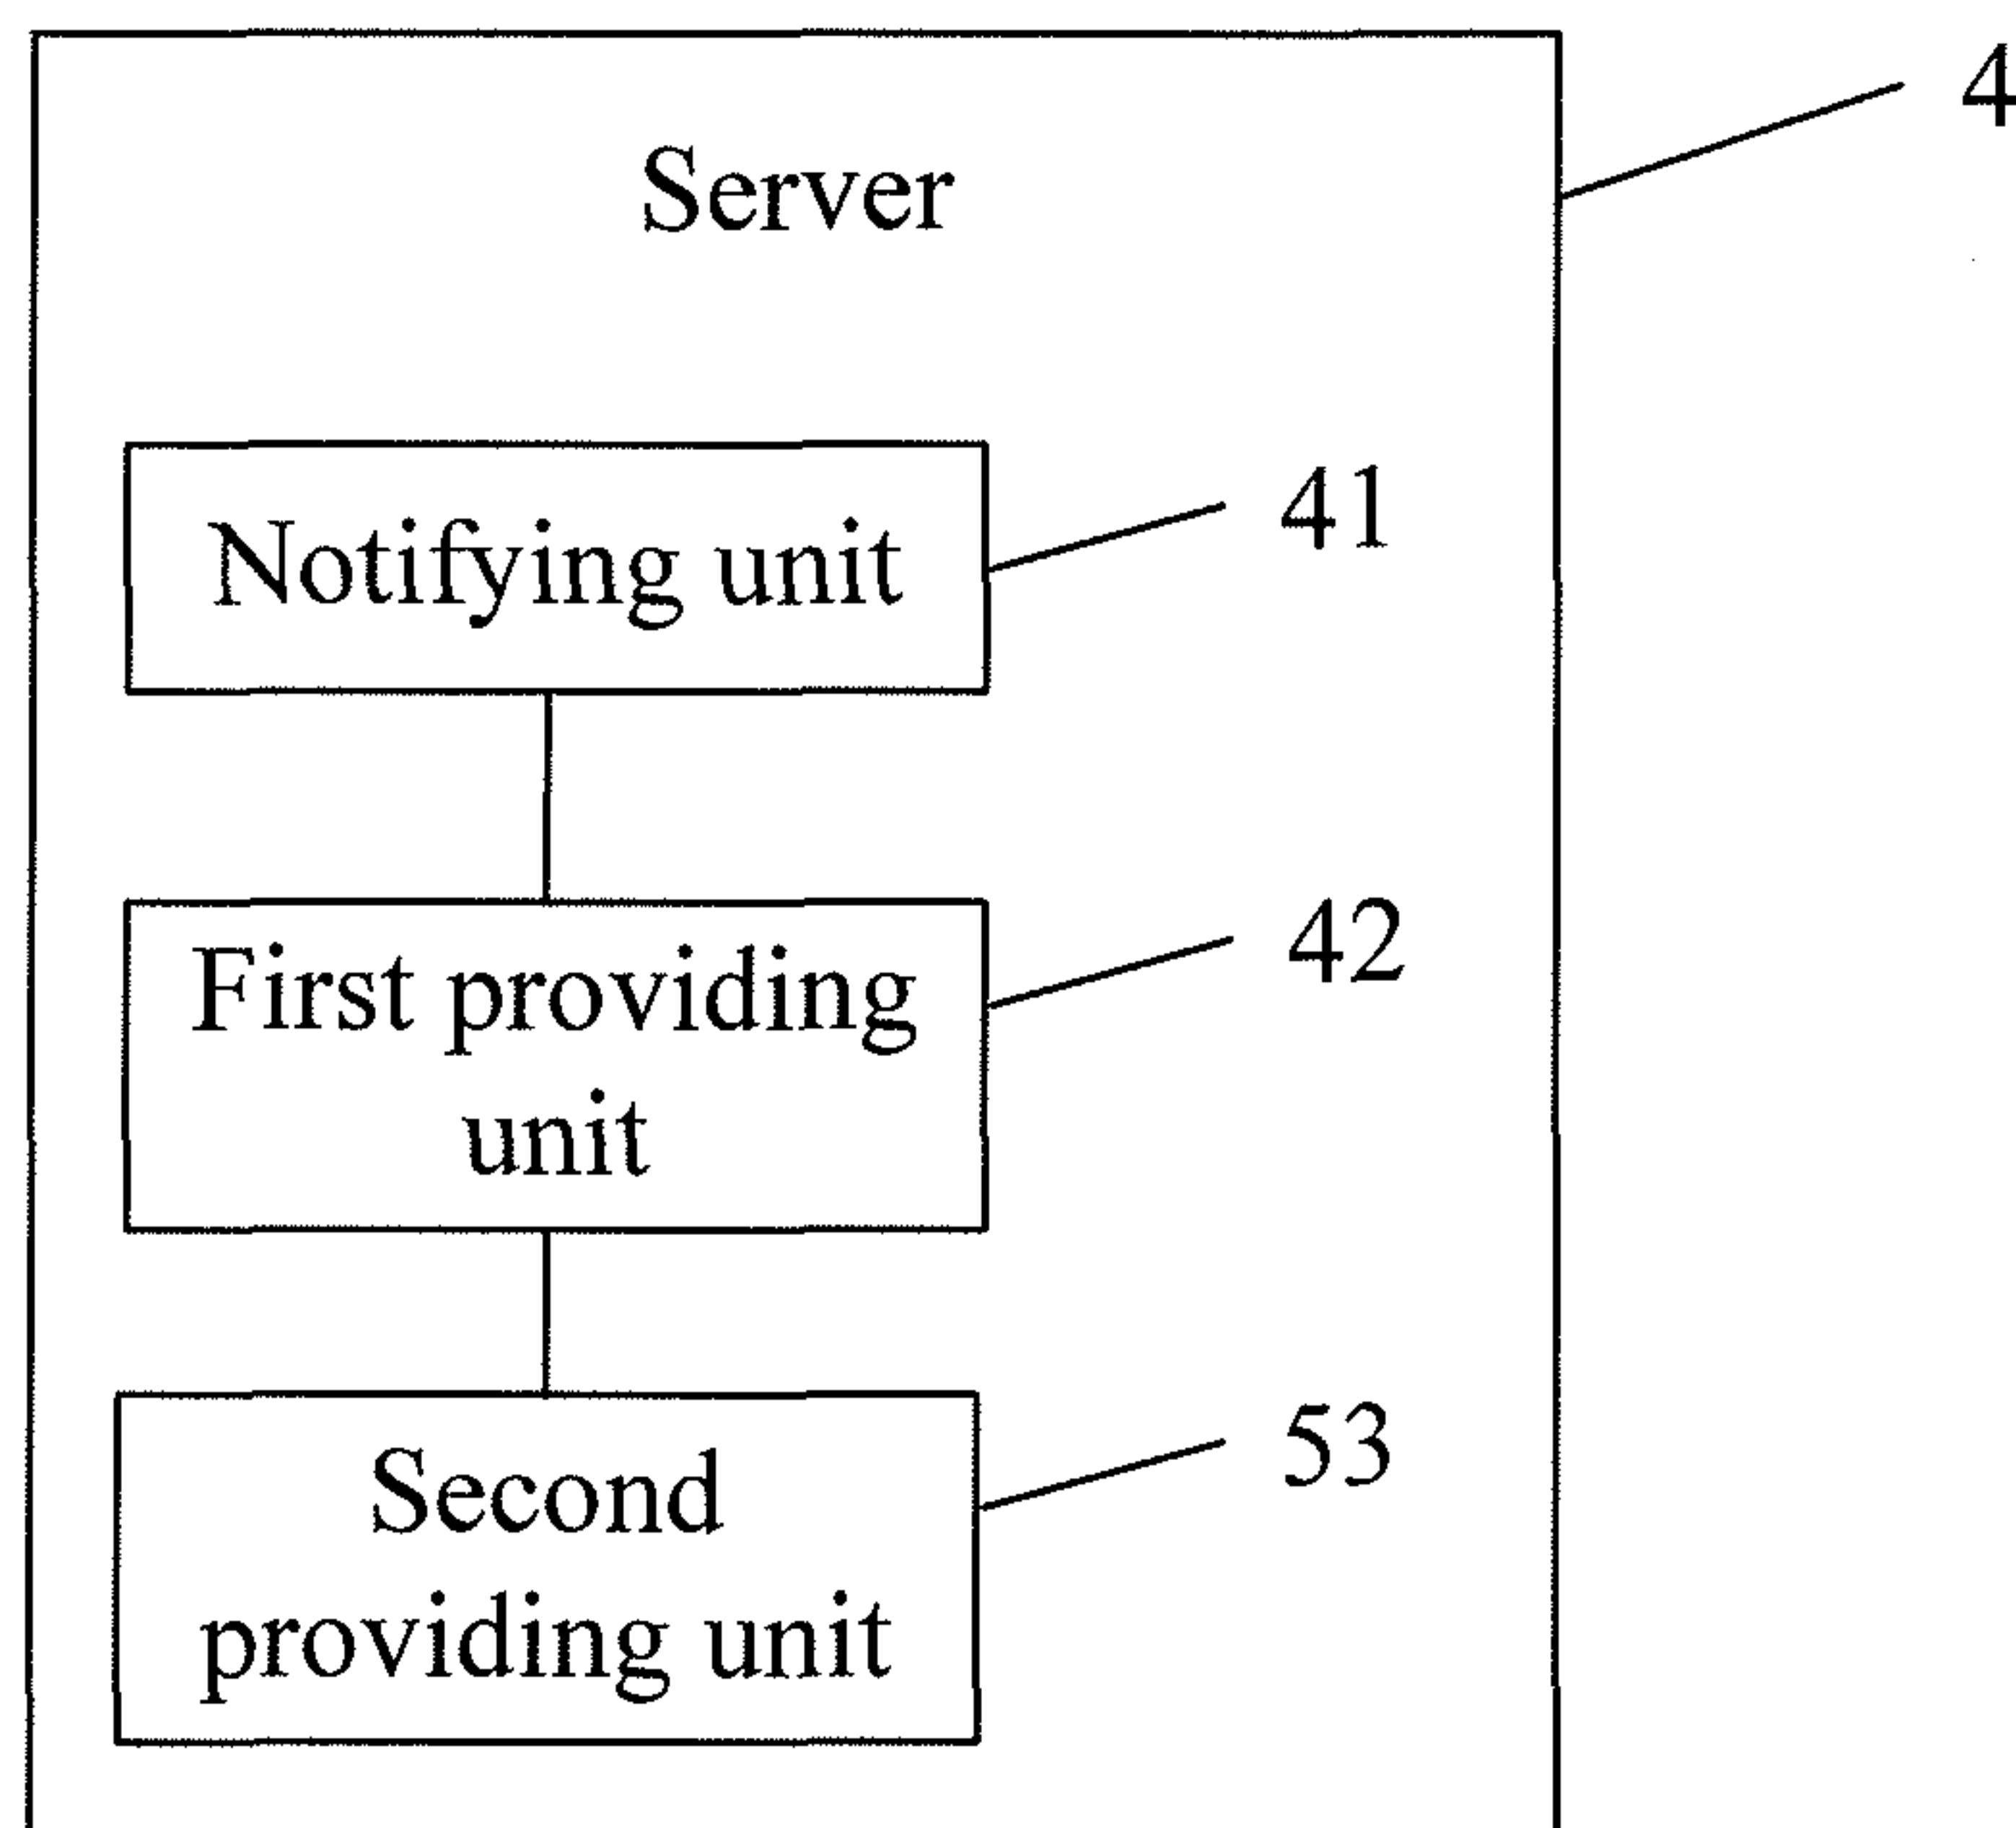 4
Server
Notifying unit
41
First providing
unit
42
Second
providing unit
53